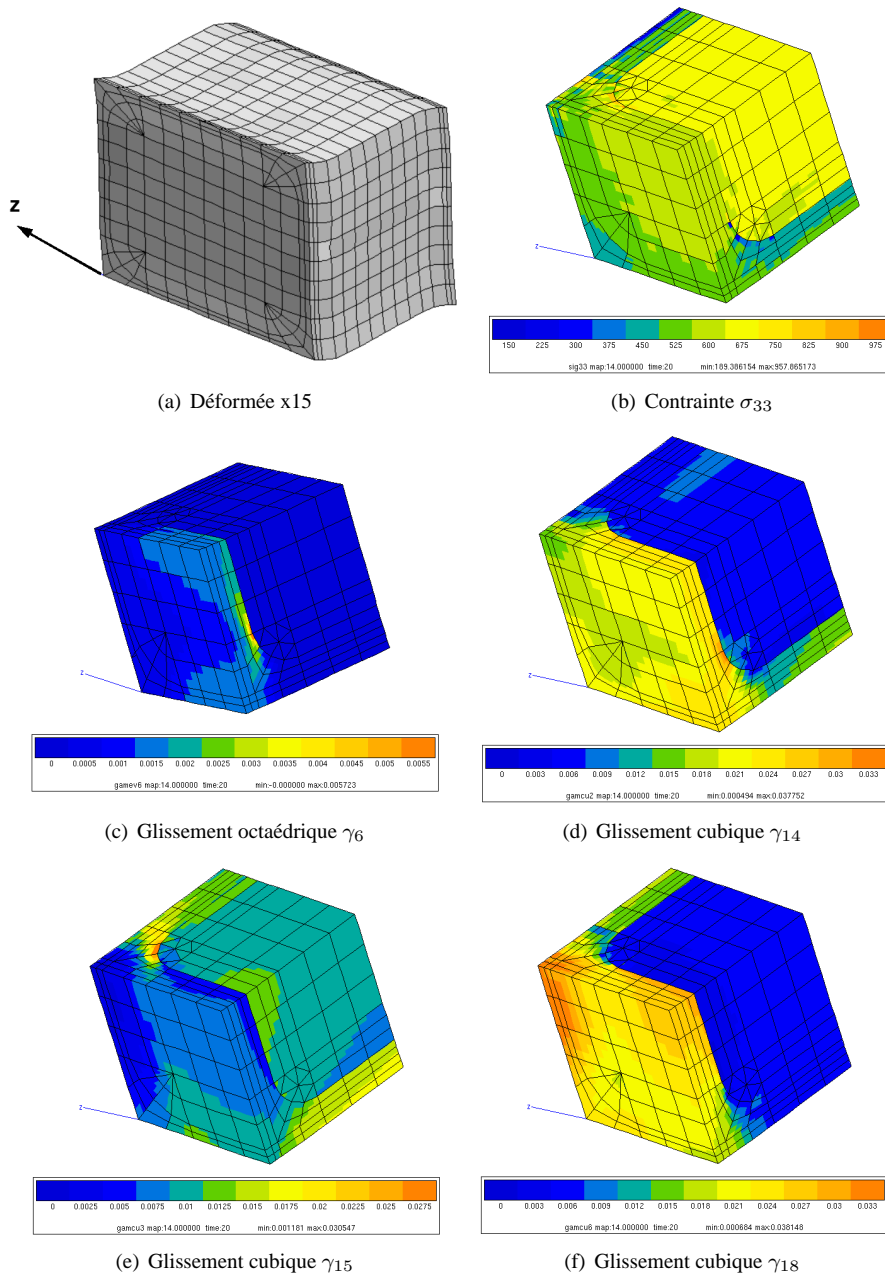 z
z
150 225 300 375 450 525 600 675 750 825 900 975
sig33 map:14.000000 time:20 min:189.386154 max:957.865173
(a) Déformée x15
(b) Contrainte σ33
z
z
0 0.0005 0.001 0.0015 0.002 0.0025 0.003 0.0035 0.004 0.0045 0.005 0.0055
gamev6 map:14.000000 time:20 min:-0.000000 max:0.005723
0 0.003 0.006 0.009 0.012 0.015 0.018 0.021 0.024 0.027 0.03 0.033
gamcu2 map:14.000000 time:20 min:0.000494 max:0.037752
(c) Glissement octaédrique γ6
(d) Glissement cubique γ14
z
z
0 0.0025 0.005 0.0075 0.01 0.0125 0.015 0.0175 0.02 0.0225 0.025 0.0275
gamcu3 map:14.000000 time:20 min:0.001181 max:0.030547
0 0.003 0.006 0.009 0.012 0.015 0.018 0.021 0.024 0.027 0.03 0.033
gamcu6 map:14.000000 time:20 min:0.000684 max:0.038148
(e) Glissement cubique γ15
(f) Glissement cubique γ18